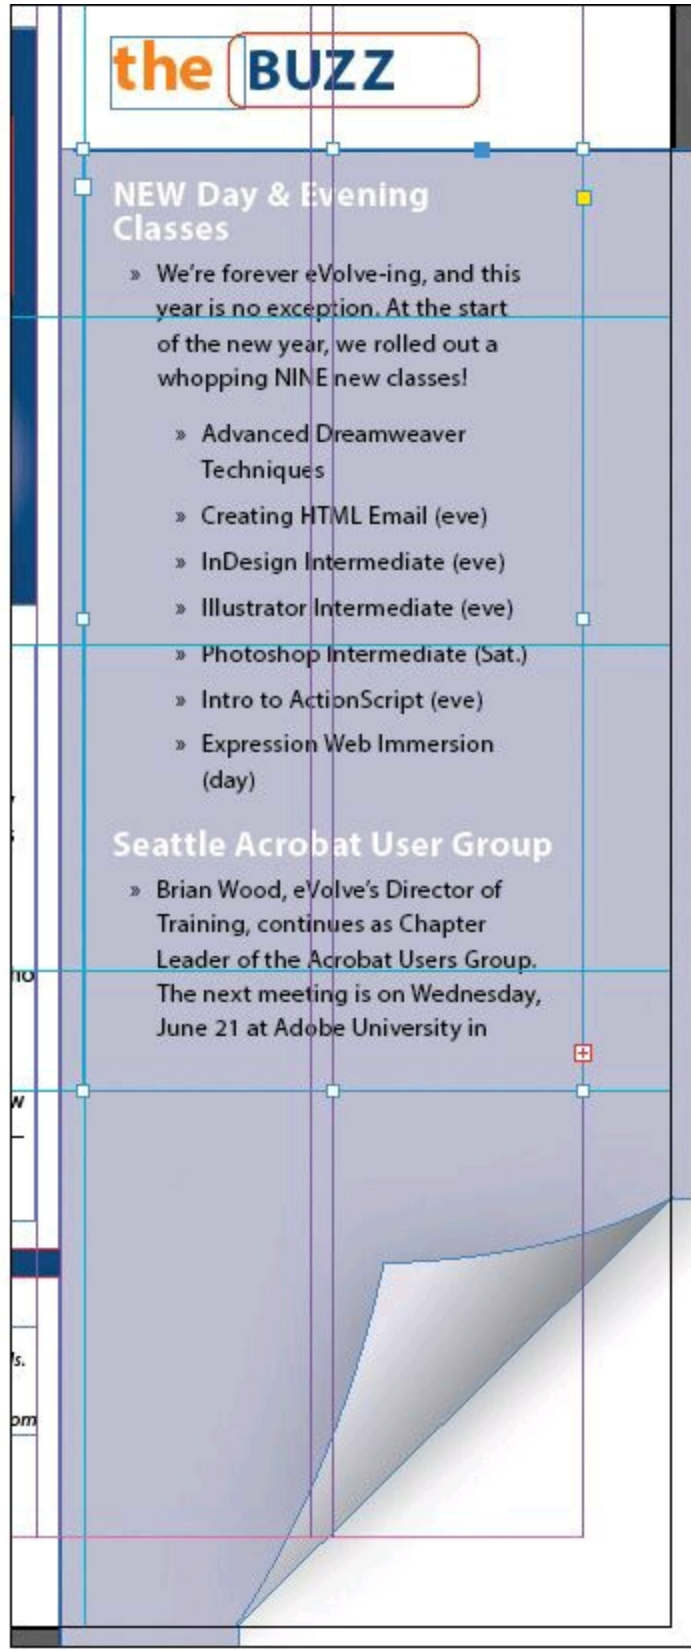 the BUZZ
NEW Day & Evening
Classes
» We're forever eVolve-ing, and this
year is no exception. At the start
of the new year, we rolled out a
whopping NINE new classes!
» Advanced Dreamweaver
Techniques
» Creating HTML Email (eve)
» InDesign Intermediate (eve)
» Illustrator Intermediate (eve)
» Photoshop Intermediate (Sat.)
» Intro to ActionScript (eve)
» Expression Web Immersion
(day)
Seattle Acrobat User Group
» Brian Wood, eVolve's Director of
Training, continues as Chapter
Leader of the Acrobat Users Group.
The next meeting is on Wednesday,
June 21 at Adobe University in